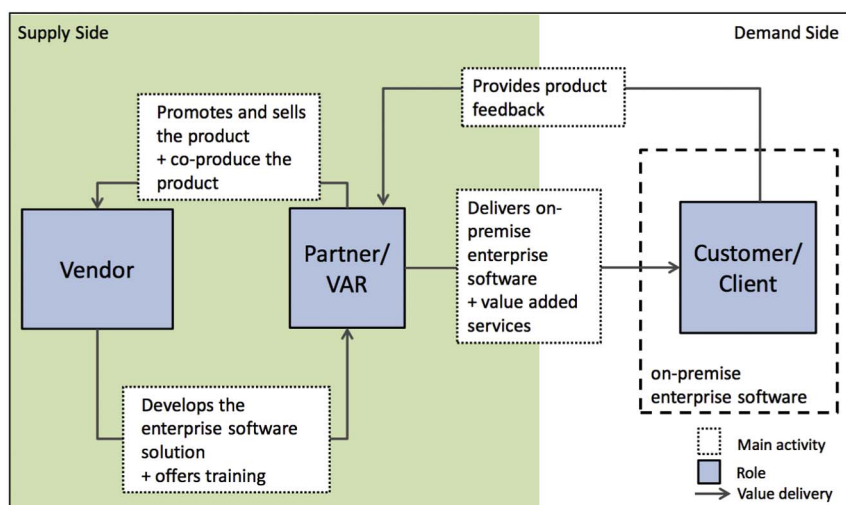 Supply Side
Demand Side
Promotes and sells
the product
+ co-produce the
product
Provides product
feedback
Vendor
Partner/
VAR
Delivers on-
premise
enterprise
software
+ value added
services
Customer/
Client
on-premise
enterprise software
Develops the
enterprise software
solution
+ offers training
Main activity
Role
Value delivery